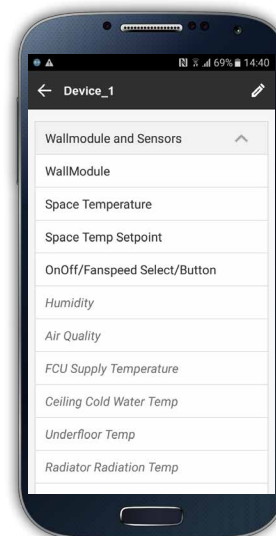 69% 14:40
Device_1
Wallmodule and Sensors
WallModule
Space Temperature
Space Temp Setpoint
OnOff/Fanspeed Select/Button
Humidity
Air Quality
FCU Supply Temperature
Ceiling Cold Water Temp
Underfloor Temp
Radiator Radiation Temp